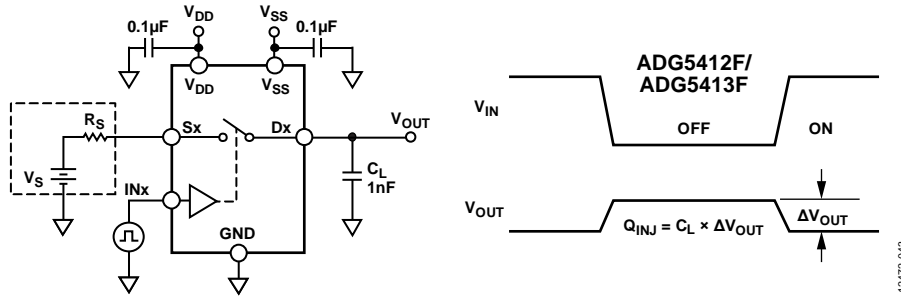 VDD
VSS
0.1µF
0.1µF
VDD
VSS
RS
Sx
Dx
VOUT
VS
INx
CL
1nF
GND
ADG5412F/
ADG5413F
VIN
OFF
ON
VOUT
QINJ = CL × ΔVOUT
ΔVOUT